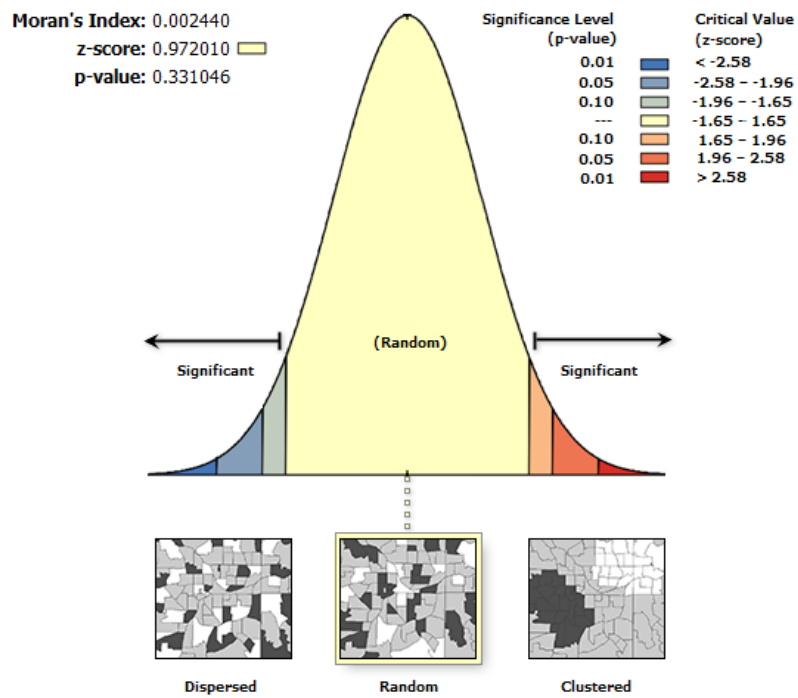 Moran's Index: 0.002440
z-score: 0.972010
p-value: 0.331046
Significance Level
(p-value)
Critical Value
(z-score)
0.01 < -2.58
0.05 -2.58 – -1.96
0.10 -1.96 – -1.65
--- -1.65 – 1.65
0.10 1.65 – 1.96
0.05 1.96 – 2.58
0.01 > 2.58
(Random)
Significant
Significant
Dispersed
Random
Clustered